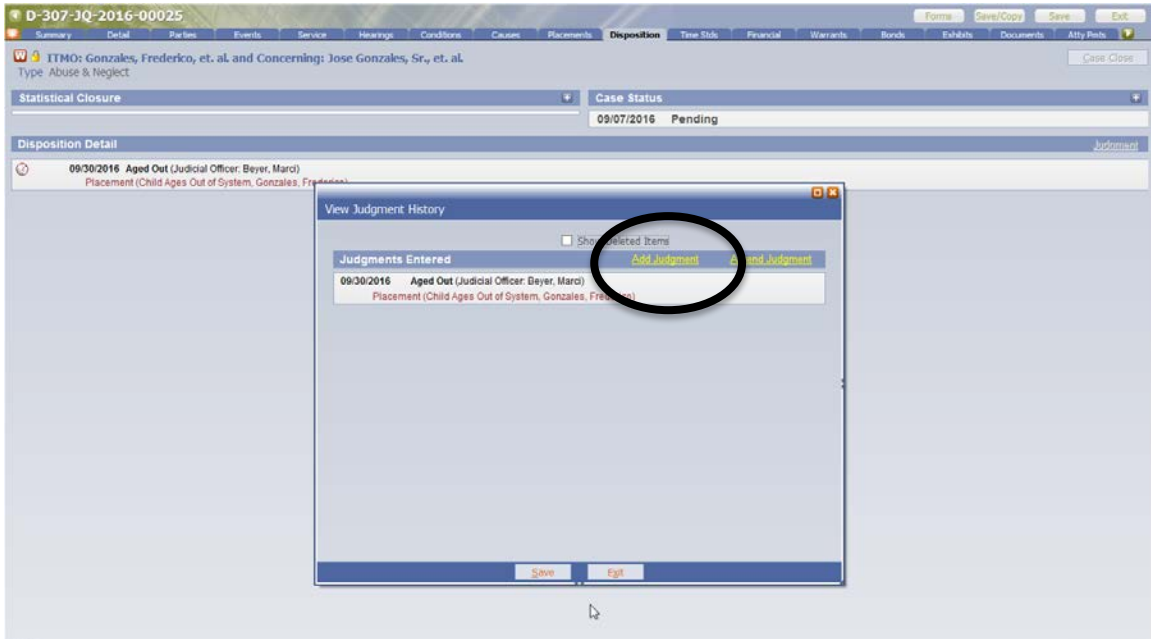 D-307-JQ-2016-00025
Forms Save/Copy Save Exit
Summary Detail Parties Events Service Hearings Conditions Causes Placements Disposition Time Stds Financial Warrants Bonds Exhibits Documents Atty Perts
W ITMO: Gonzales, Frederico, et. al. and Concerning: Jose Gonzales, Sr., et. al.
Type Abuse & Neglect
Case Close
Statistical Closure
Case Status
09/07/2016 Pending
Disposition Detail Judgment
09/30/2016 Aged Out (Judicial Officer: Beyer, Marci)
Placement (Child Ages Out of System, Gonzales, Frederico)
View Judgment History
Show Deleted Items
Judgments Entered Add Judgment Amend Judgment
09/30/2016 Aged Out (Judicial Officer: Beyer, Marci)
Placement (Child Ages Out of System, Gonzales, Frederico)
Save Exit